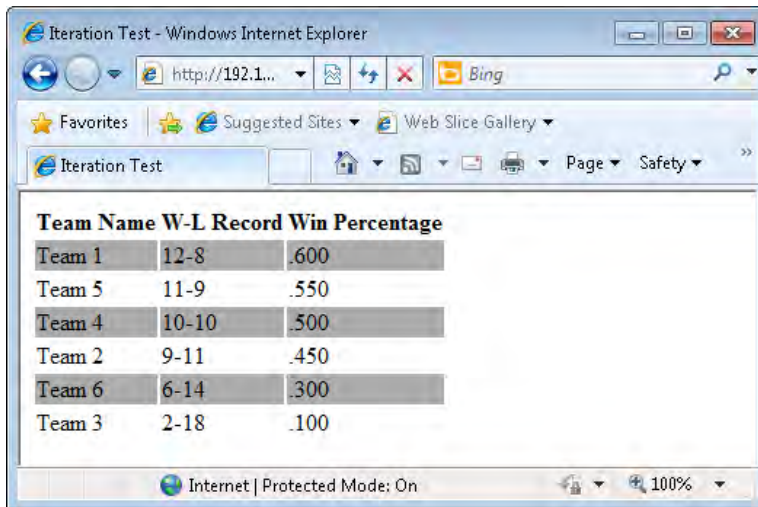 Iteration Test - Windows Internet Explorer
http://192.1... Bing
Favorites Suggested Sites Web Slice Gallery
Iteration Test Page Safety »
Team Name W-L Record Win Percentage
Team 1 12-8 .600
Team 5 11-9 .550
Team 4 10-10 .500
Team 2 9-11 .450
Team 6 6-14 .300
Team 3 2-18 .100
Internet | Protected Mode: On 100%